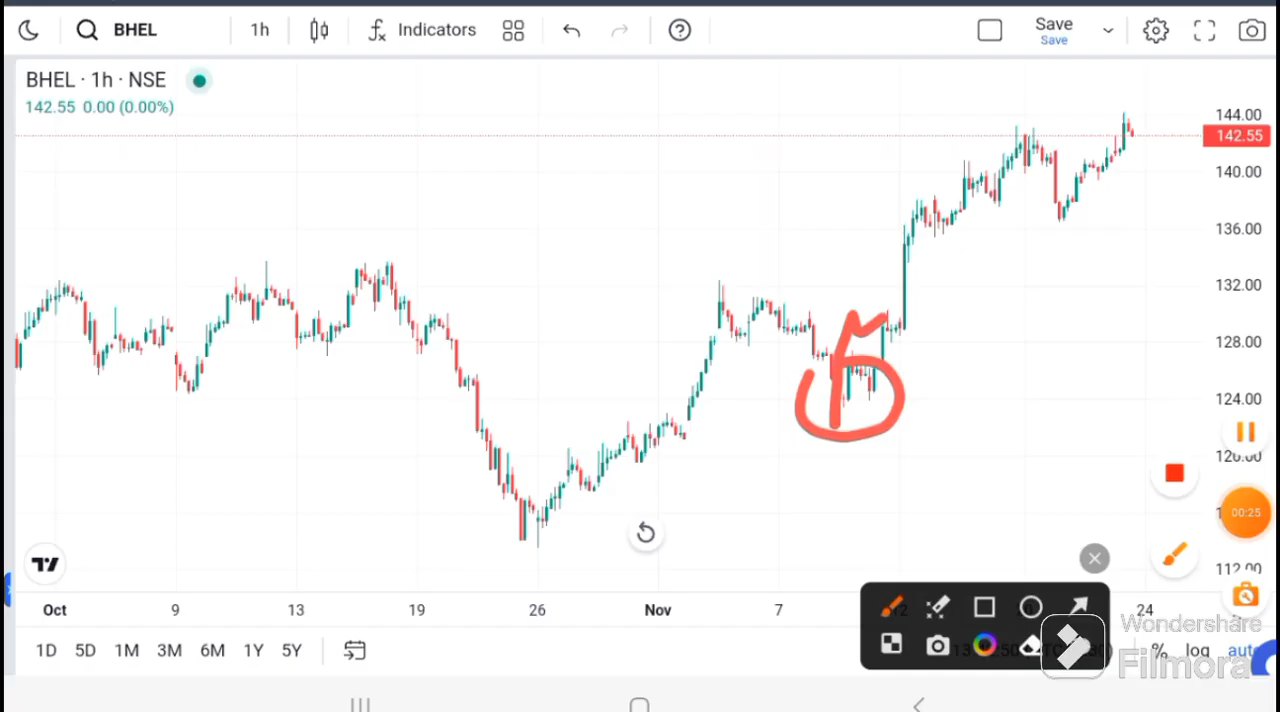 BHEL 1h Indicators Save
Save
BHEL · 1h · NSE
142.55 0.00 (0.00%)
144.00
142.55
140.00
136.00
132.00
128.00
124.00
120.00
00:25
112.00
Oct 9 13 19 26 Nov 7 24
1D 5D 1M 3M 6M 1Y 5Y % log auto
Wondershare
Filmora